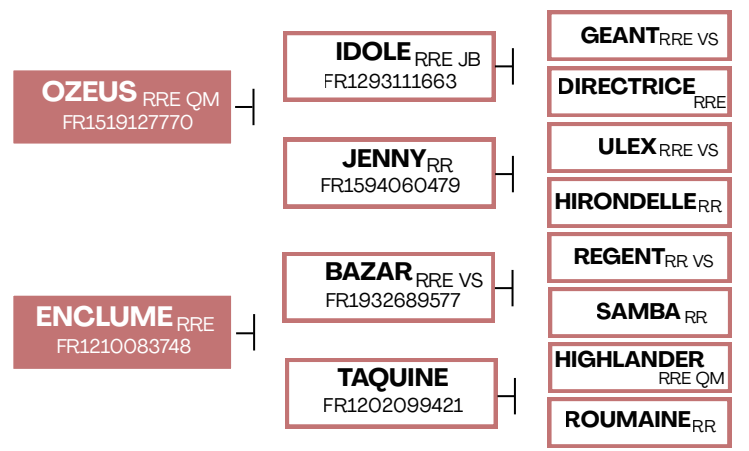 OZEUS RRE QM
FR1519127770
IDOLE RRE JB
FR1293111663
GEANT RRE VS
DIRECTRICE RRE
JENNY RR
FR1594060479
ULEX RRE VS
HIRONDELLE RR
ENCLUME RRE
FR1210083748
BAZAR RRE VS
FR1932689577
REGENT RR VS
SAMBA RR
TAQUINE
FR1202099421
HIGHLANDER
RRE QM
ROUMAINE RR